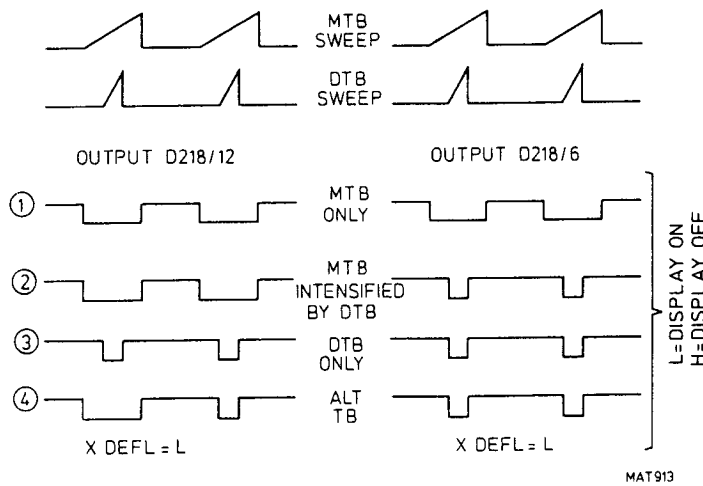 MTB
SWEEP
DTB
SWEEP
OUTPUT D218/12
OUTPUT D218/6
1
MTB
ONLY
2
MTB
INTENSIFIED
BY DTB
3
DTB
ONLY
4
ALT
TB
X DEFL = L
X DEFL = L
L=DISPLAY ON
H=DISPLAY OFF
MAT913